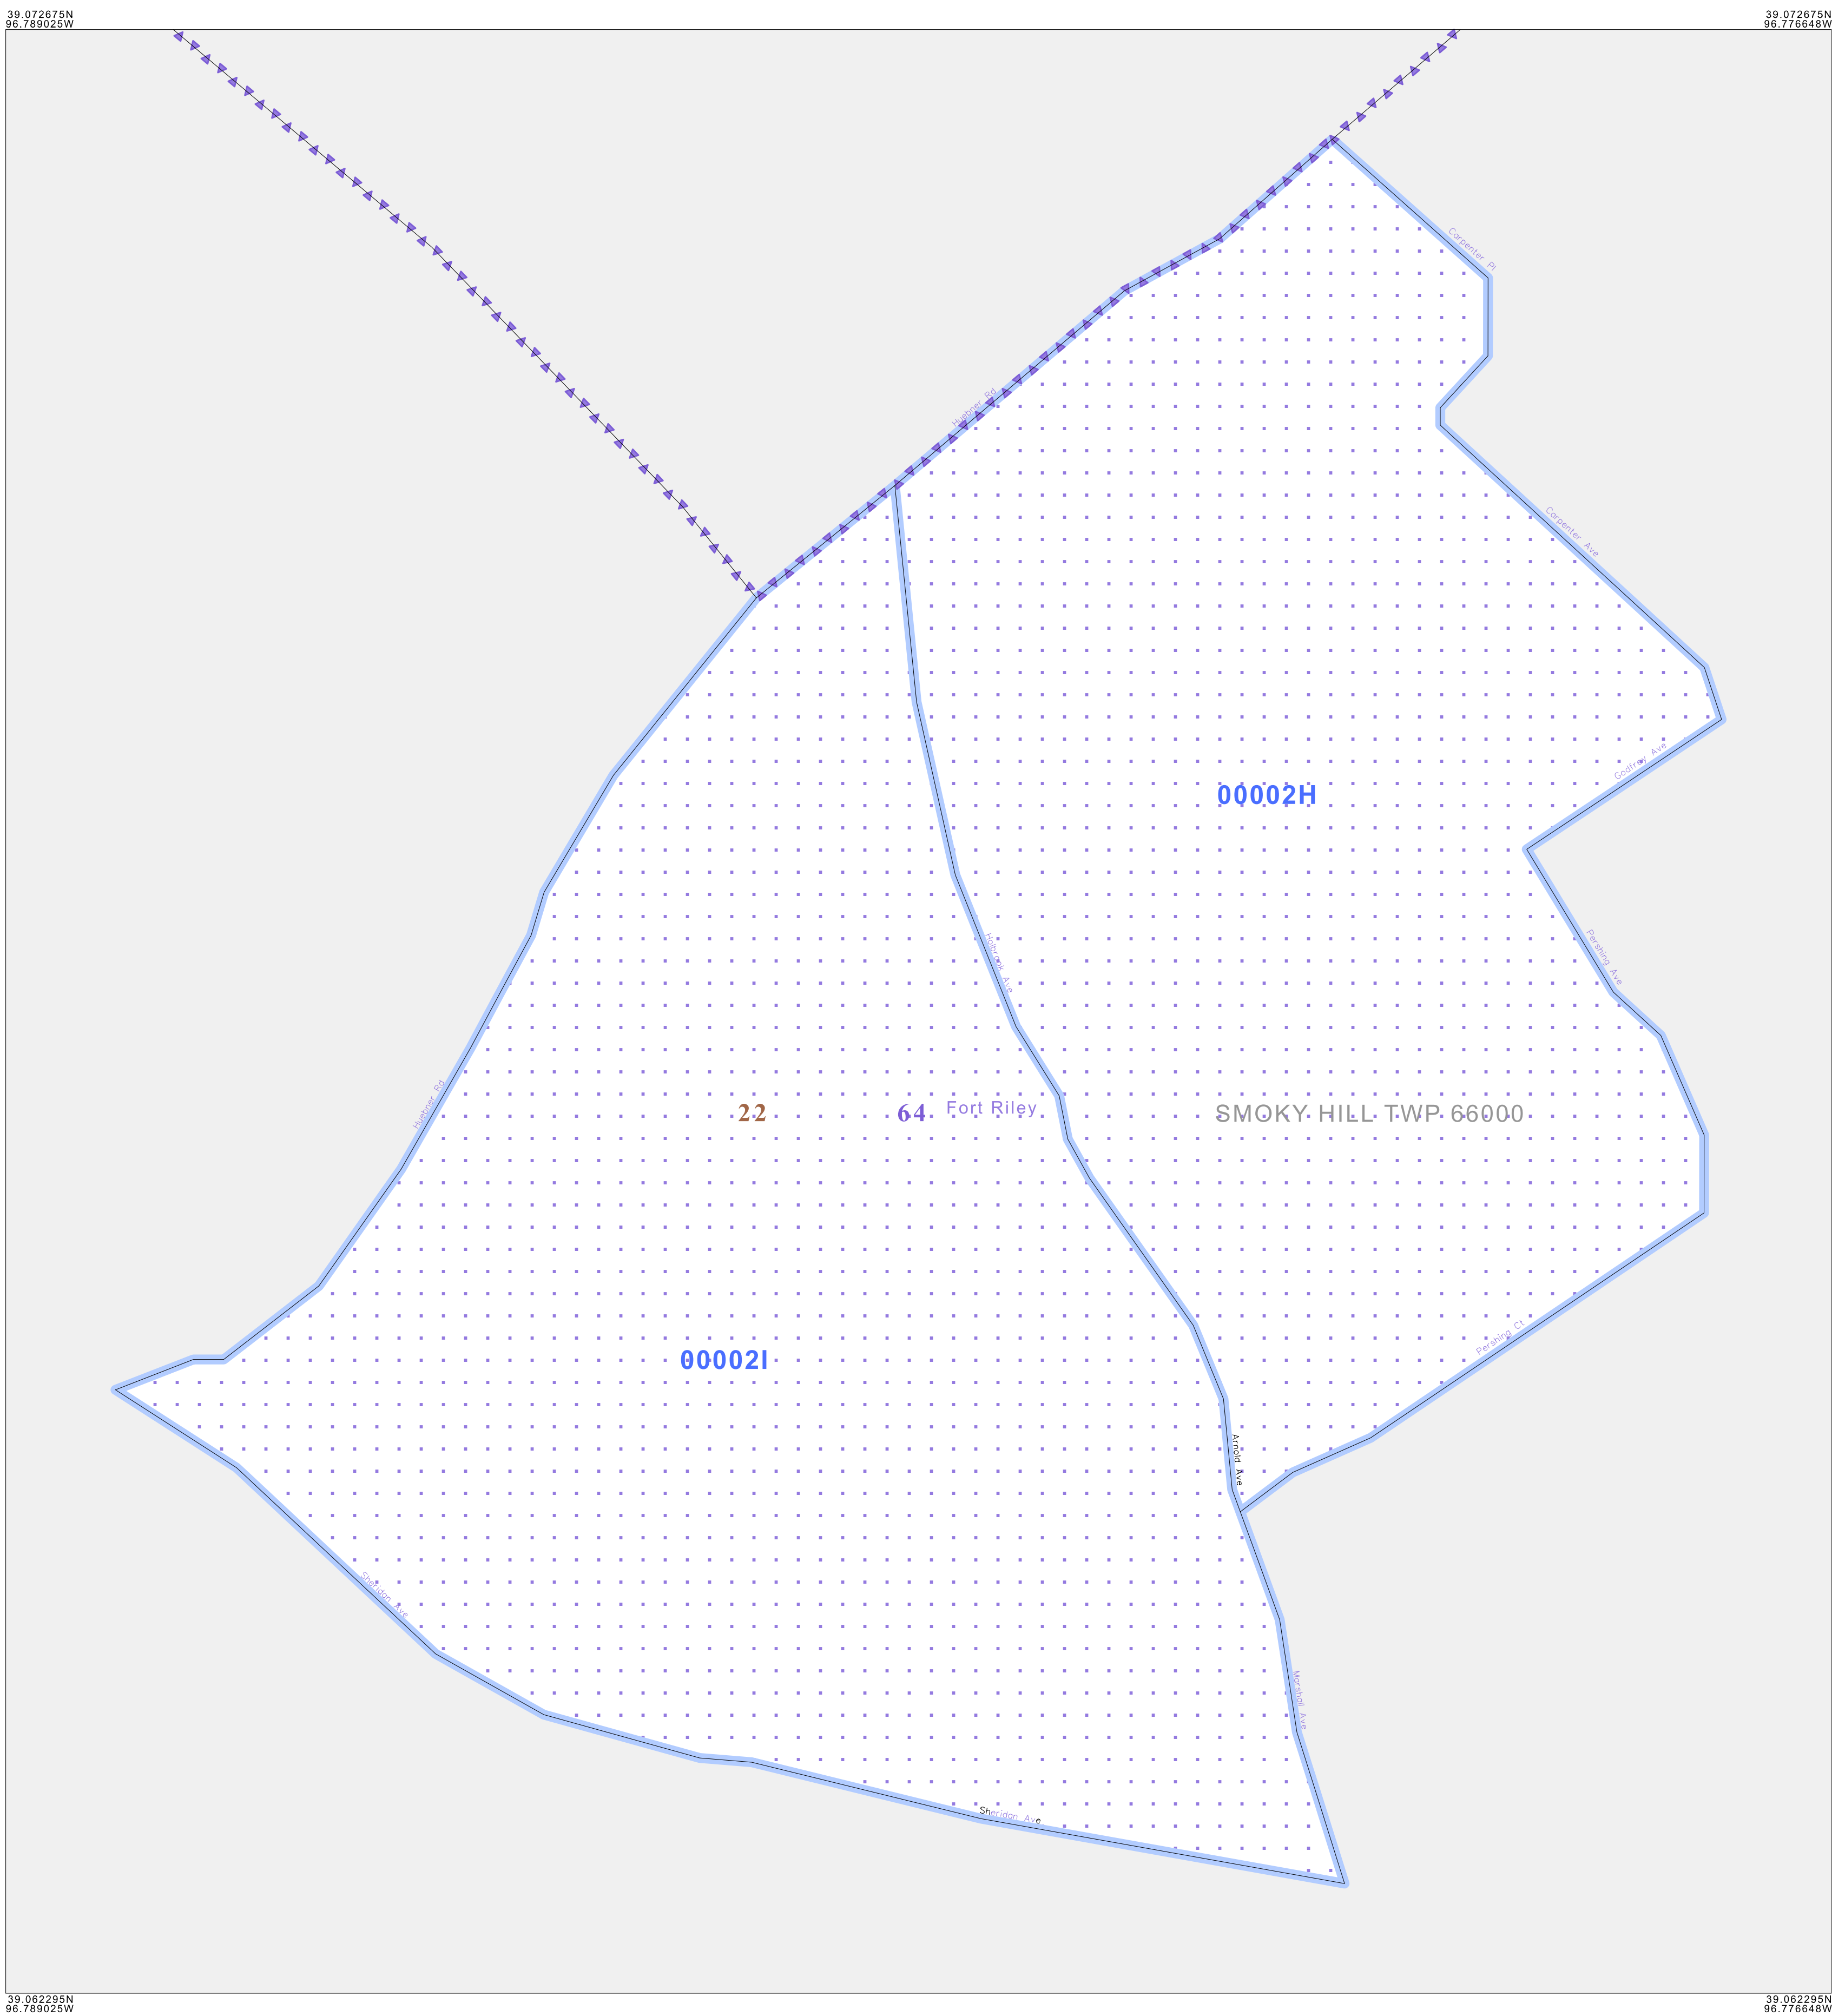 39.072675N
96.789025W
39.072675N
96.776648W
Carpenter Pl
Huebner Rd
Carpenter Ave
Godfrey Ave
00002H
Holbrook Ave
Pershing Ave
Huebner Rd
22
64
Fort Riley
SMOKY HILL TWP 66000
Pershing Ct
00002I
Arnold Ave
Sheridan Ave
Marshall Ave
Sheridan Ave
39.062295N
96.789025W
39.062295N
96.776648W